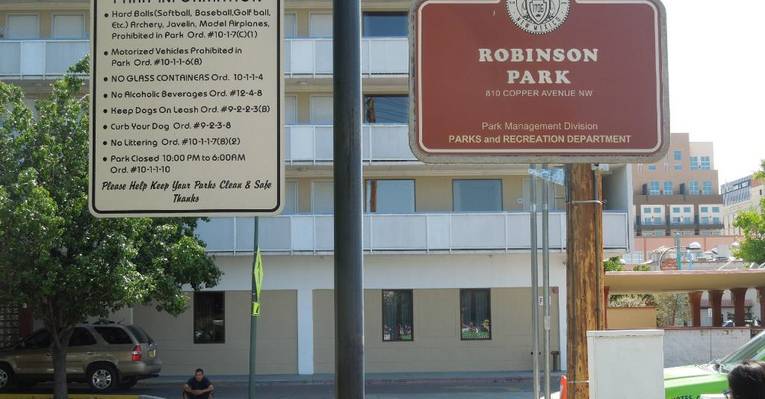 PARK INFORMATION
• Hard Balls(Softball, Baseball,Golf ball,
Etc.) Archery, Javelin, Model Airplanes,
Prohibited in Park Ord. #10-1-7(C)(1)
• Motorized Vehicles Prohibited in
Park Ord. #10-1-1-6(B)
• NO GLASS CONTAINERS Ord. 10-1-1-4
• No Alcoholic Beverages Ord. #12-4-8
• Keep Dogs On Leash Ord. #9-2-2-3(B)
• Curb Your Dog Ord. #9-2-3-8
• No Littering Ord. #10-1-1-7(B)(2)
• Park Closed 10:00 PM to 6:00AM
Ord. #10-1-1-10
Please Help Keep Your Parks Clean & Safe
Thanks
1706
ROBINSON
PARK
810 COPPER AVENUE NW
Park Management Division
PARKS and RECREATION DEPARTMENT